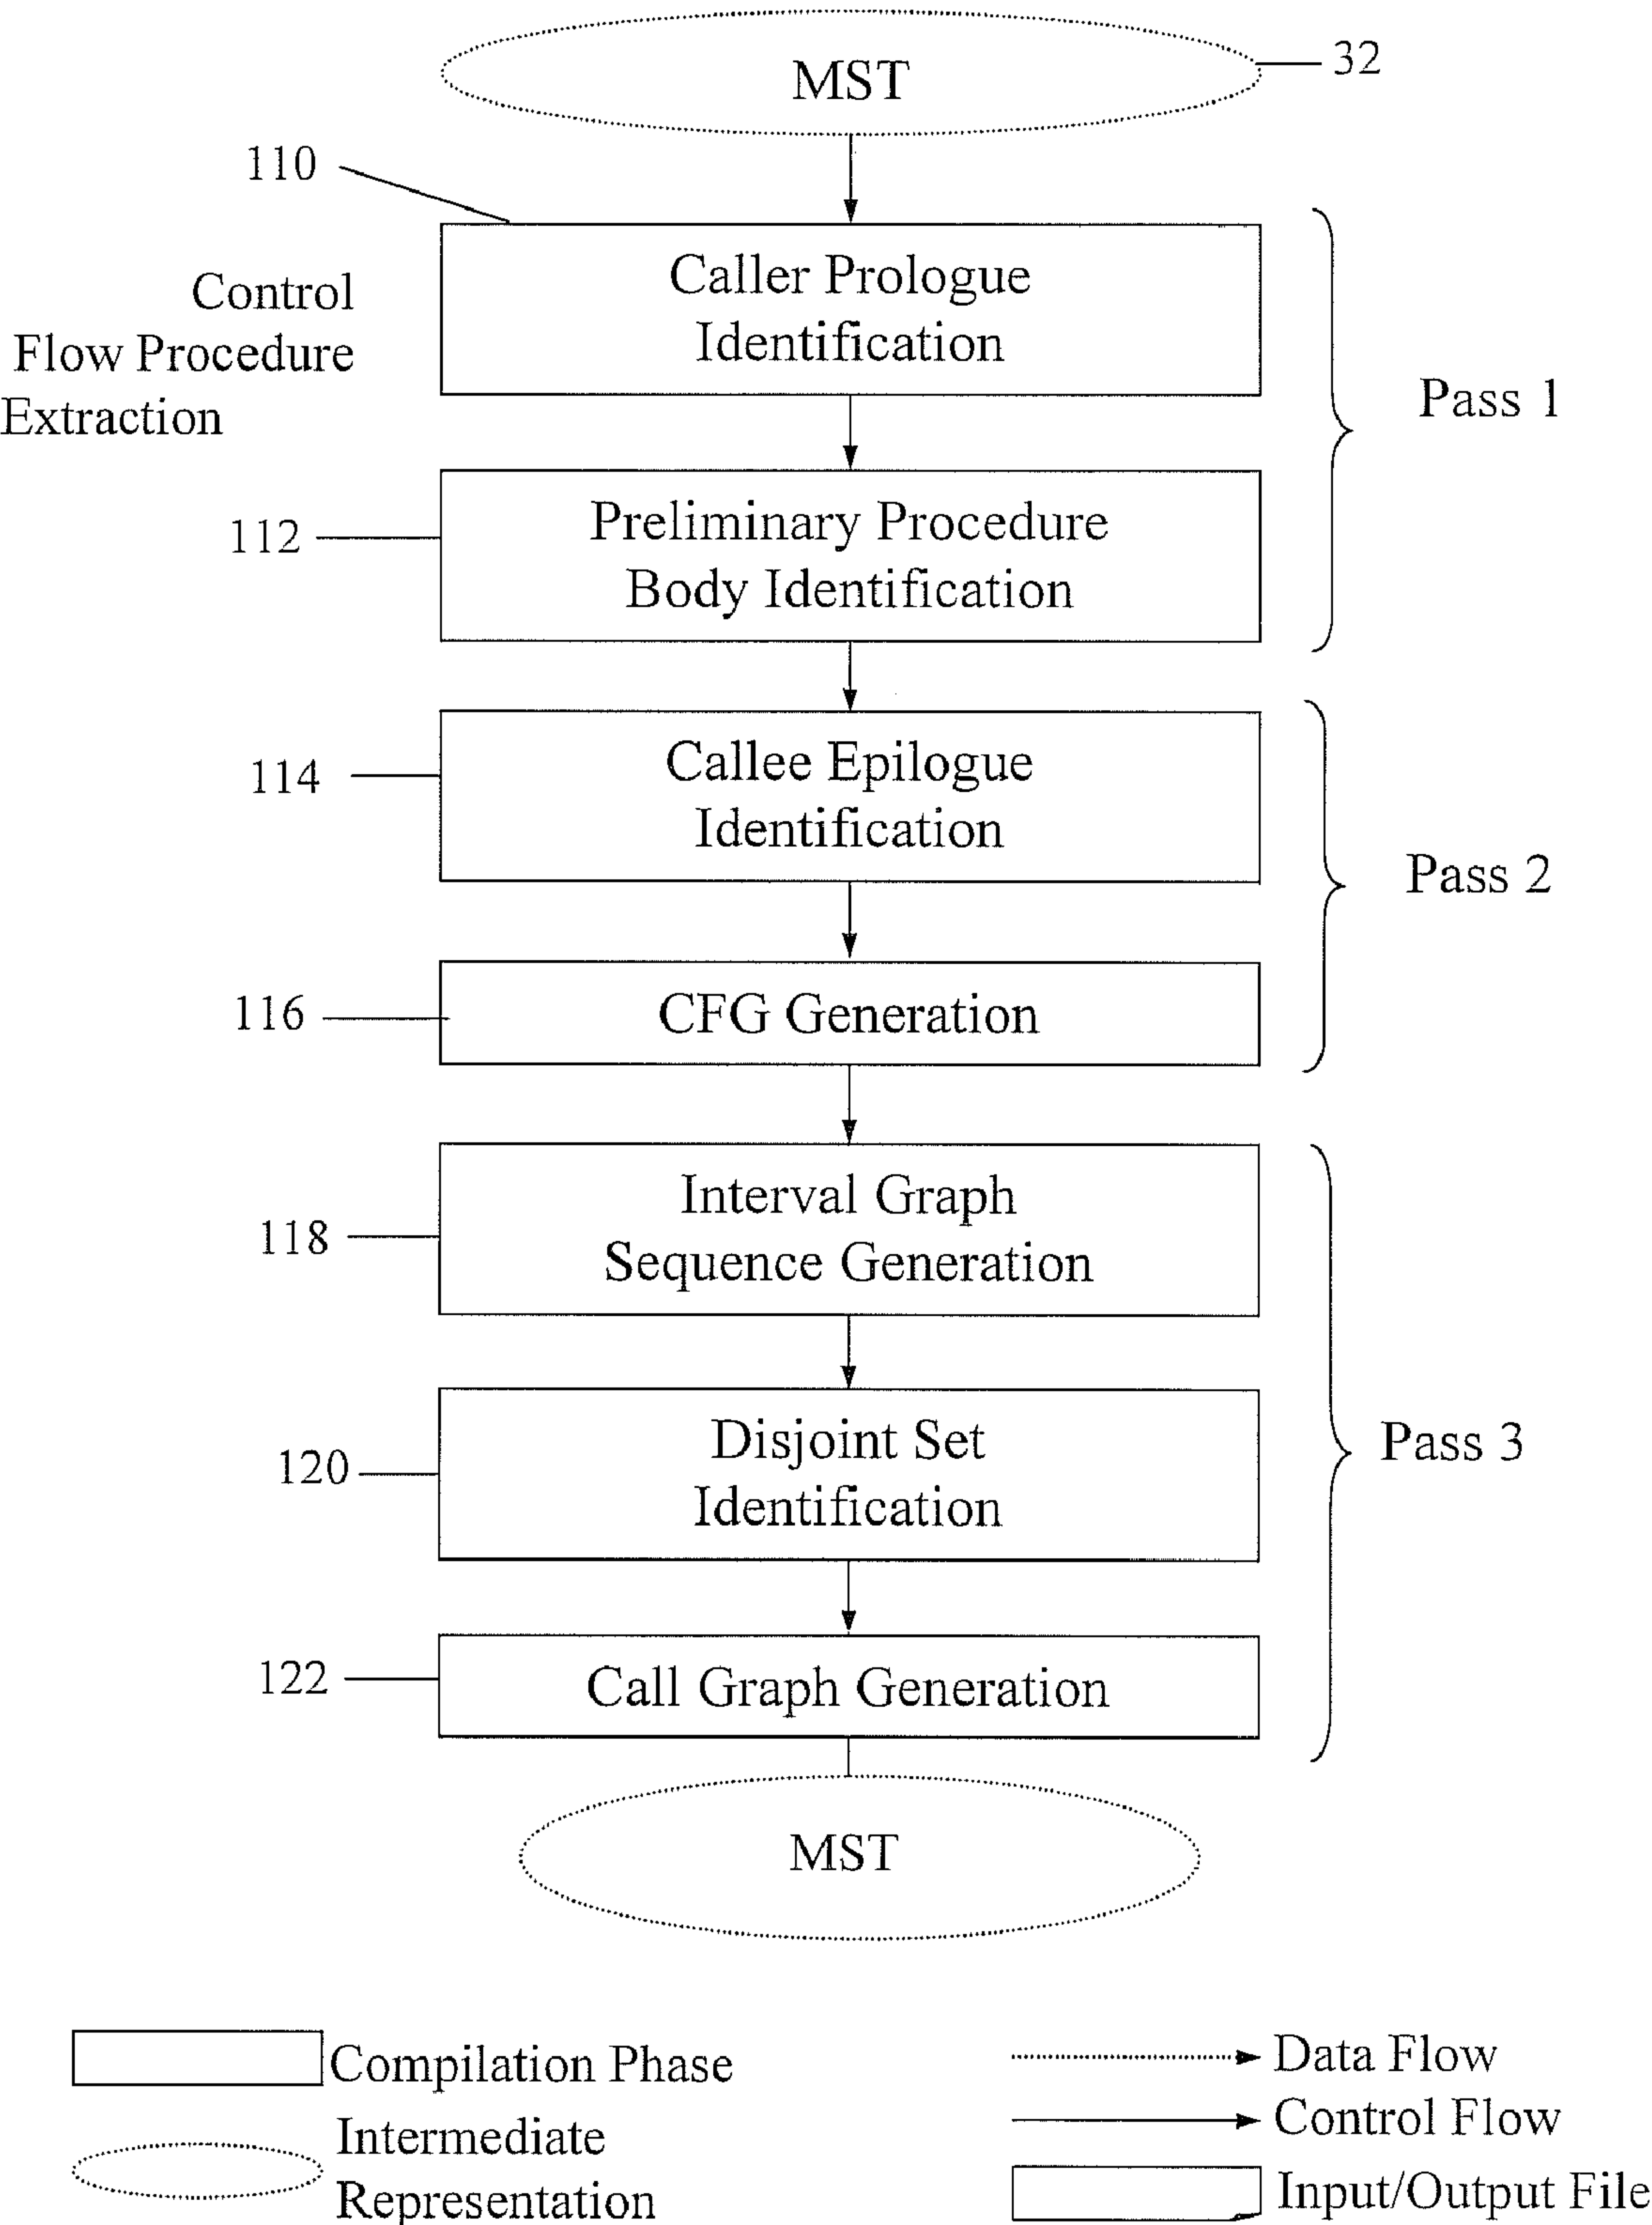 MST
32
110
Caller Prologue
Identification
Control
Flow Procedure
Extraction
Pass 1
112
Preliminary Procedure
Body Identification
114
Callee Epilogue
Identification
Pass 2
116
CFG Generation
118
Interval Graph
Sequence Generation
120
Disjoint Set
Identification
Pass 3
122
Call Graph Generation
MST
Compilation Phase
Intermediate
Representation
Data Flow
Control Flow
Input/Output File